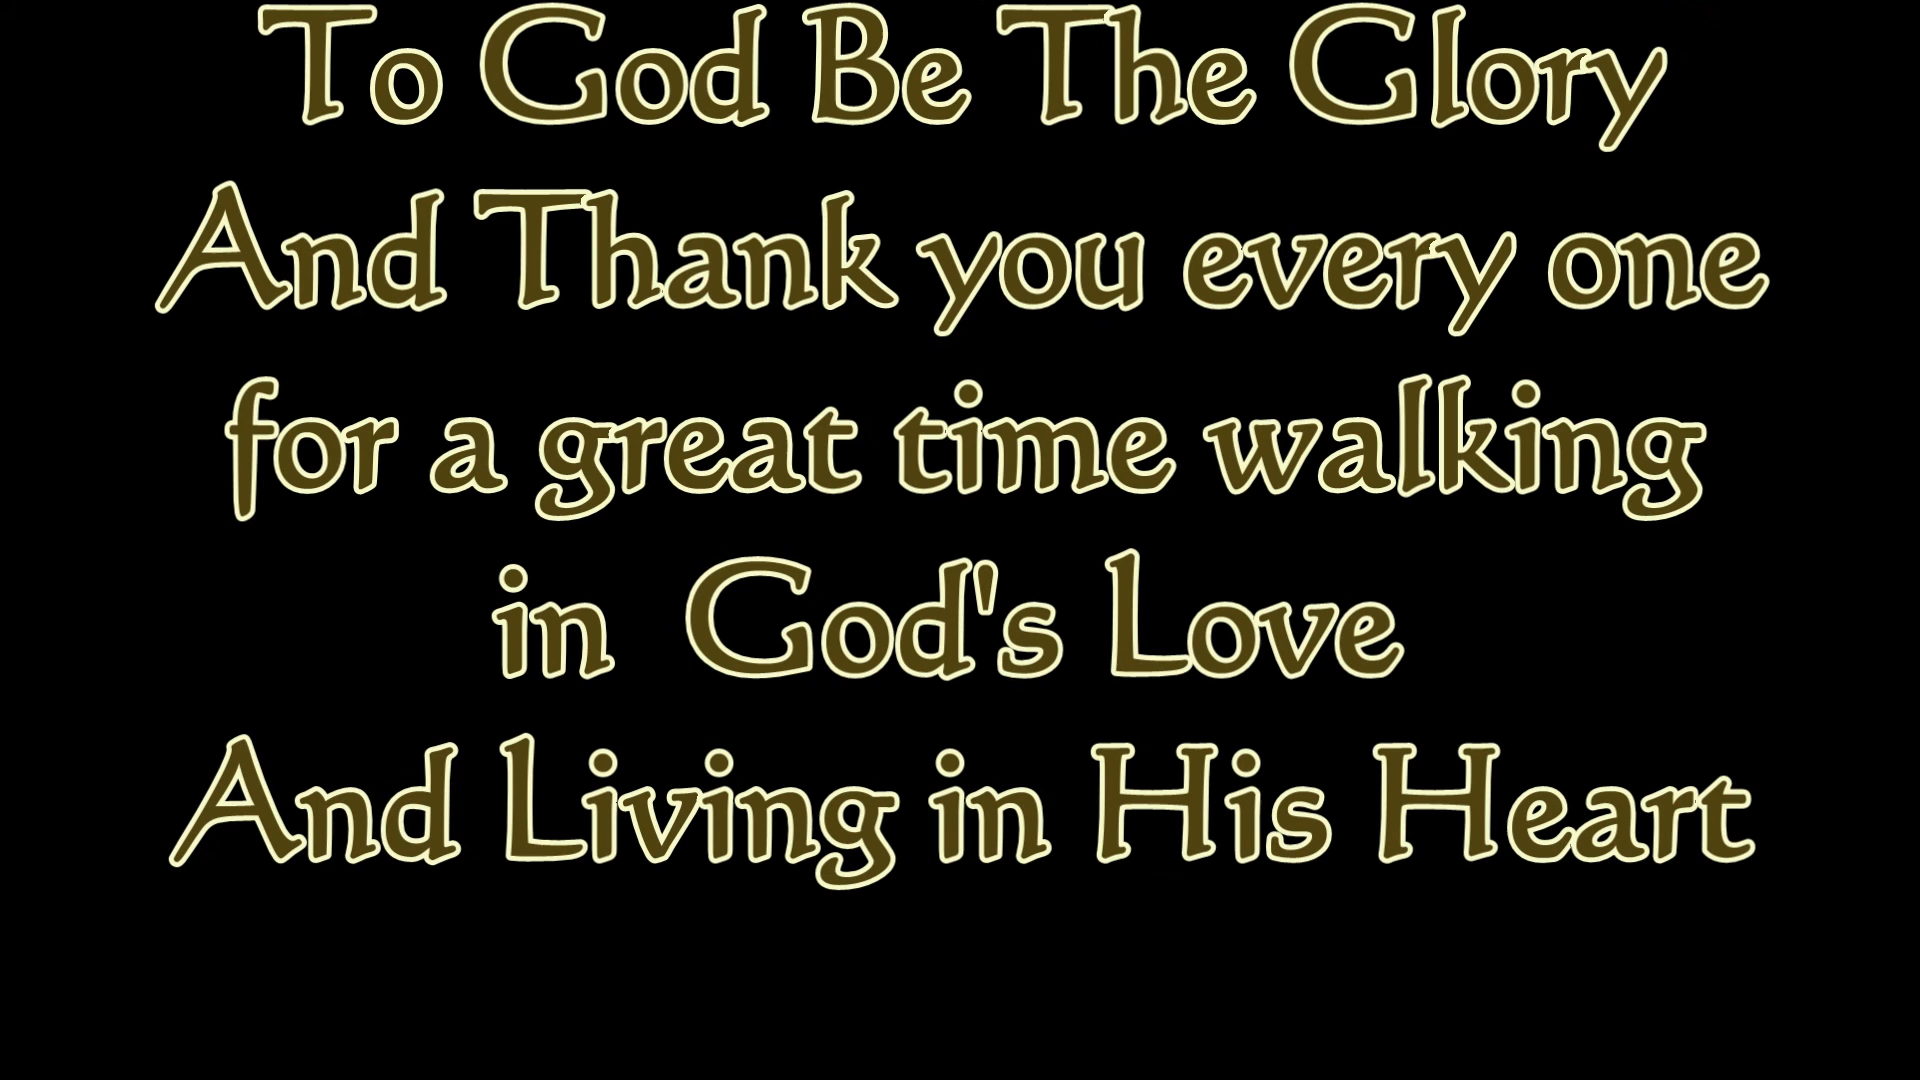 To God Be The Glory
And Thank you every one
for a great time walking
in God's Love
And Living in His Heart